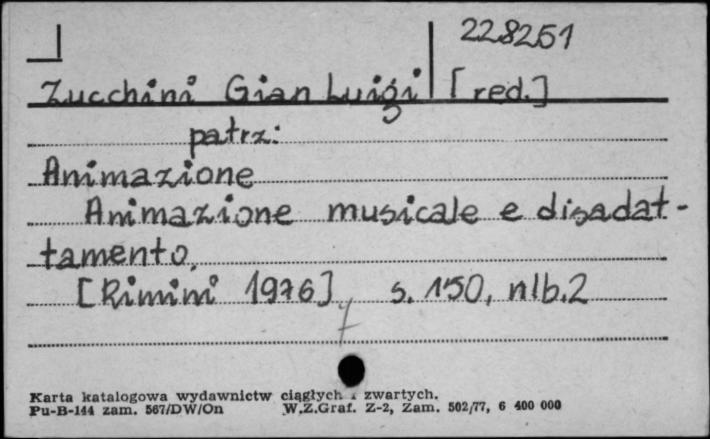 228251
Zucchini Gian Luigi [red.]
patrz:
Animazione
Animazione musicale e disadat-
tamento.
[Rimini 1976] s. 150, nlb. 2
Karta katalogowa wydawnictw ciągłych i zwartych.
Pu-B-144 zam. 567/DW/On W.Z.Graf. Z-2, Zam. 502/77, 6 400 000